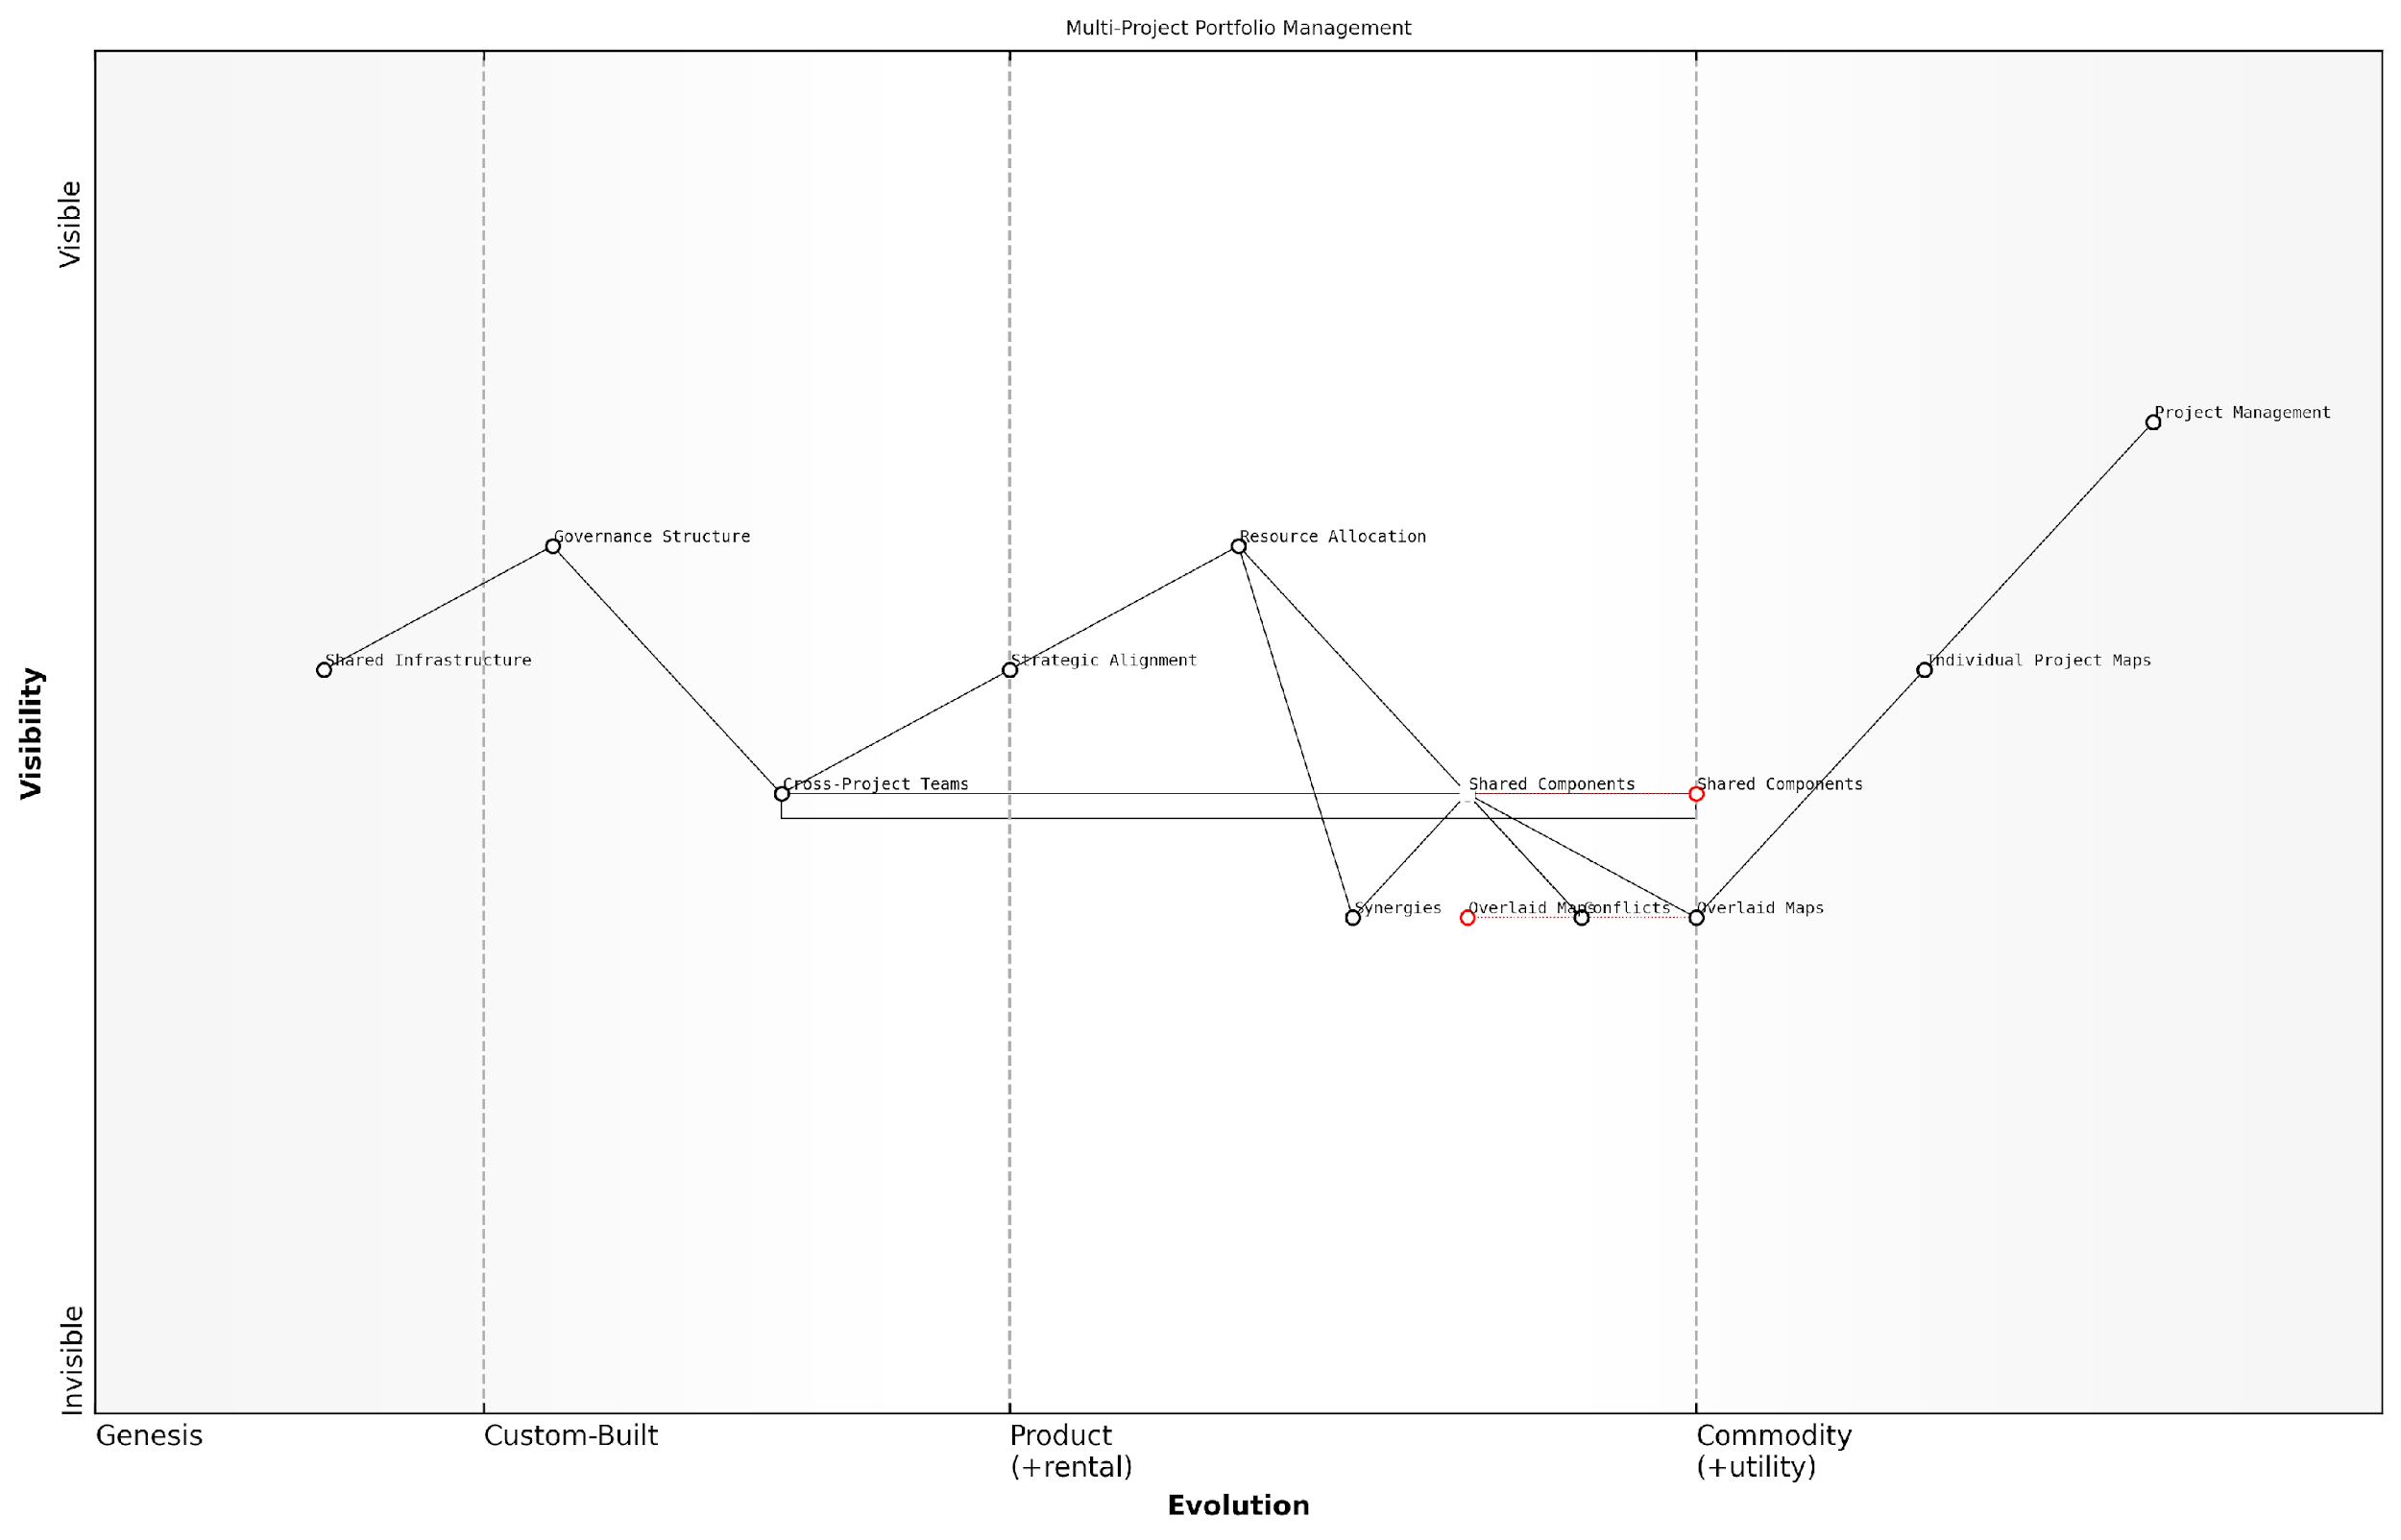 Multi-Project Portfolio Management
Visible
Project Management
Governance Structure
Resource Allocation
Shared Infrastructure
Strategic Alignment
Individual Project Maps
Visibility
Cross-Project Teams
Shared Components
Shared Components
Synergies
Overlaid Maps
Conflicts
Overlaid Maps
Invisible
Genesis
Custom-Built
Product
(+rental)
Commodity
(+utility)
Evolution